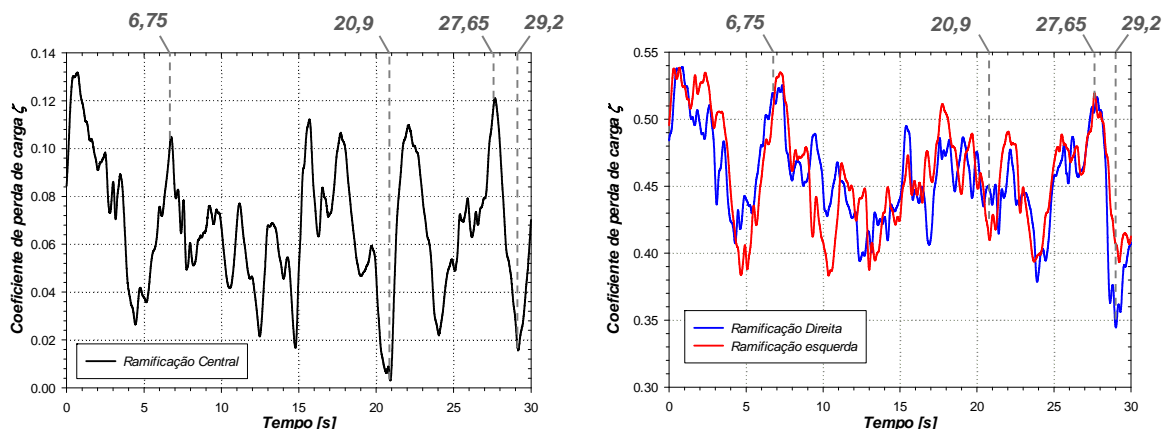 6,75 20,9 27,65 29,2
0.14
0.12
0.10
0.08
0.06
0.04
0.02
0.00
Coeficiente de perda de carga ζ
Ramificação Central
0 5 10 15 20 25 30
Tempo [s]
6,75 20,9 27,65 29,2
0.55
0.50
0.45
0.40
0.35
0.30
Coeficiente de perda de carga ζ
Ramificação Direita
Ramificação esquerda
0 5 10 15 20 25 30
Tempo [s]